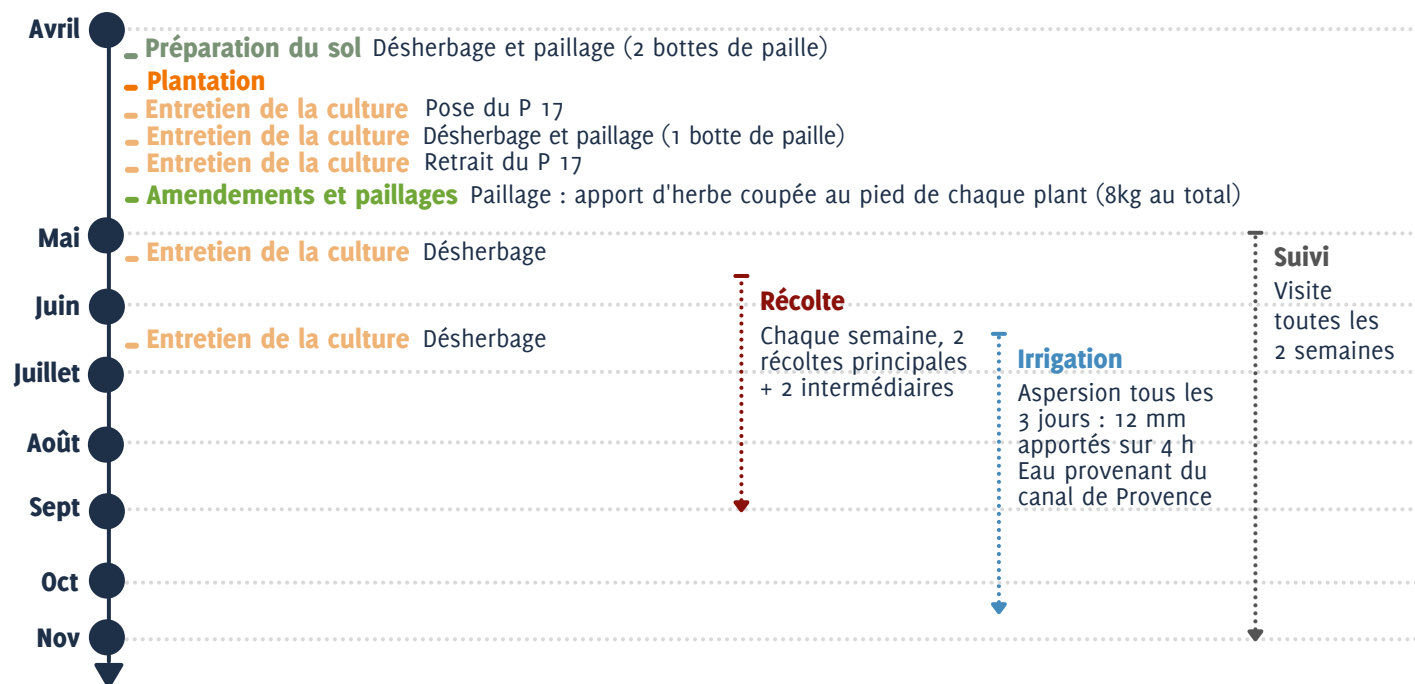 Avril
Préparation du sol Désherbage et paillage (2 bottes de paille)
Plantation
Entretien de la culture Pose du P 17
Entretien de la culture Désherbage et paillage (1 botte de paille)
Entretien de la culture Retrait du P 17
Amendements et paillages Paillage : apport d'herbe coupée au pied de chaque plant (8kg au total)
Mai
Entretien de la culture Désherbage
Juin
Entretien de la culture Désherbage
Juillet
Août
Sept
Oct
Nov
Récolte
Chaque semaine, 2
récoltes principales
+ 2 intermédiaires
Irrigation
Aspersion tous les
3 jours : 12 mm
apportés sur 4 h
Eau provenant du
canal de Provence
Suivi
Visite
toutes les
2 semaines